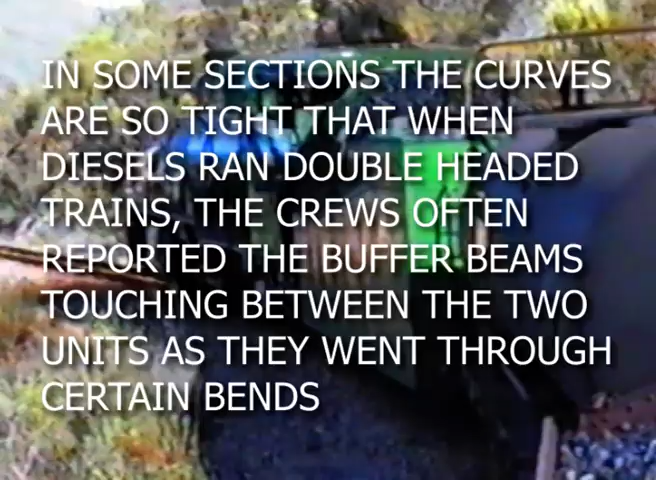 IN SOME SECTIONS THE CURVES
ARE SO TIGHT THAT WHEN
DIESELS RAN DOUBLE HEADED
TRAINS, THE CREWS OFTEN
REPORTED THE BUFFER BEAMS
TOUCHING BETWEEN THE TWO
UNITS AS THEY WENT THROUGH
CERTAIN BENDS